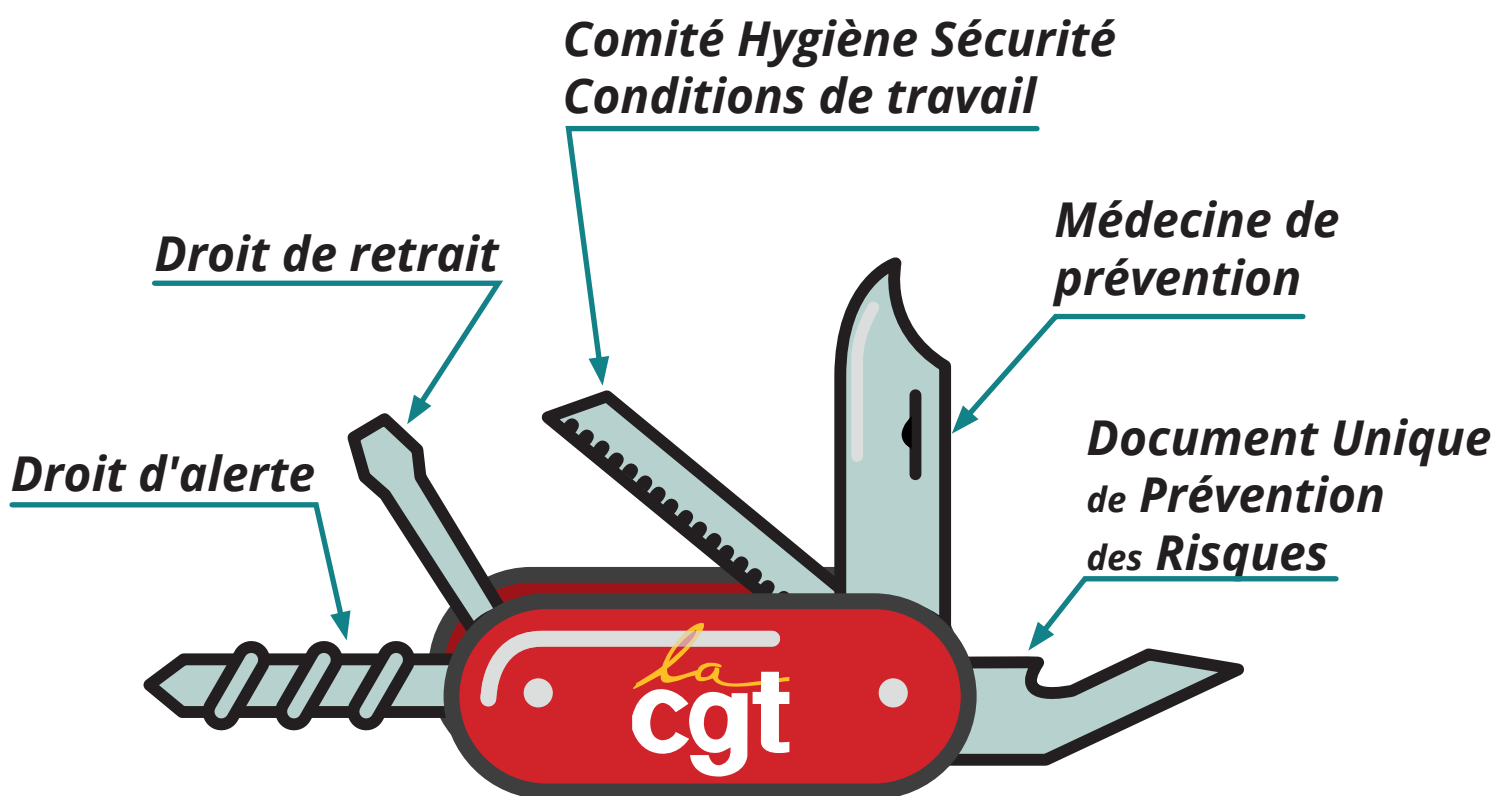 Comité Hygiène Sécurité
Conditions de travail
Droit de retrait
Médecine de
prévention
Droit d'alerte
Document Unique
de Prévention
des Risques
la
cgt